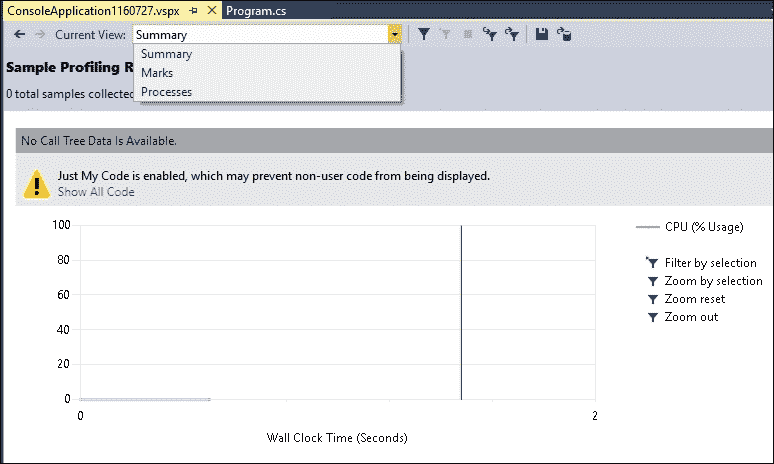 ConsoleApplication1160727.vspx Program.cs
Current View: Summary
Summary
Marks
Processes
Sample Profiling R
0 total samples collected
No Call Tree Data Is Available.
Just My Code is enabled, which may prevent non-user code from being displayed.
Show All Code
100
80
60
40
20
0
0
2
Wall Clock Time (Seconds)
CPU (% Usage)
Filter by selection
Zoom by selection
Zoom reset
Zoom out